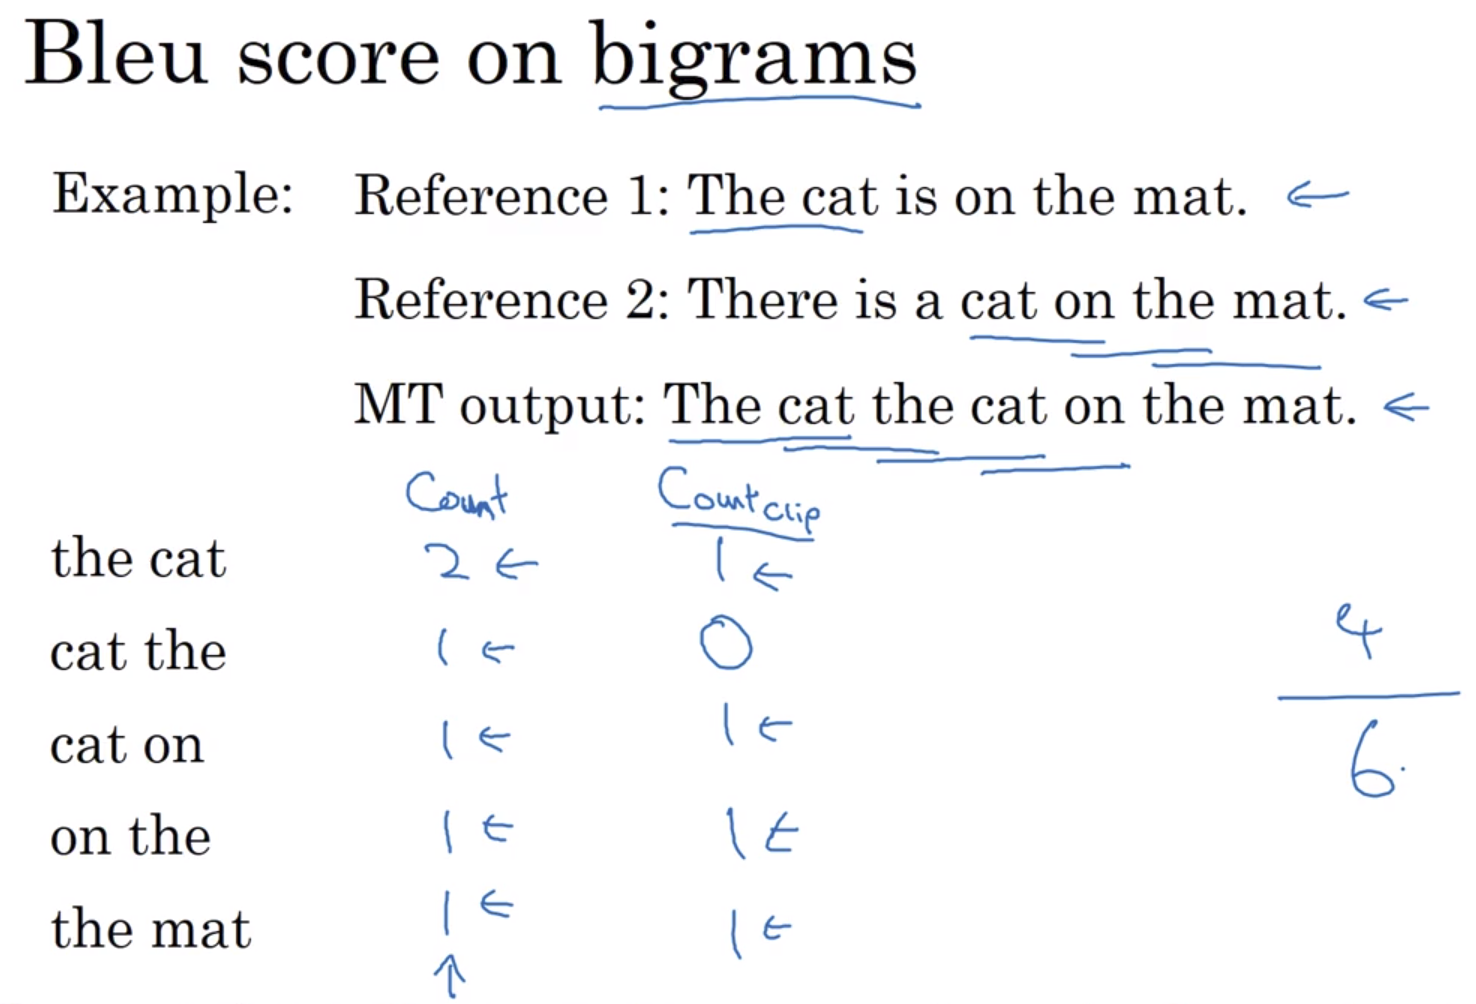 Bleu score on bigrams
Example: Reference 1: The cat is on the mat. ←
Reference 2: There is a cat on the mat. ←
MT output: The cat the cat on the mat. ←
Count Count clip
the cat 2 ← 1 ←
cat the 1 ← 0
cat on 1 ← 1 ←
on the 1 ← 1 ←
the mat 1 ← 1 ←
↑
4
6